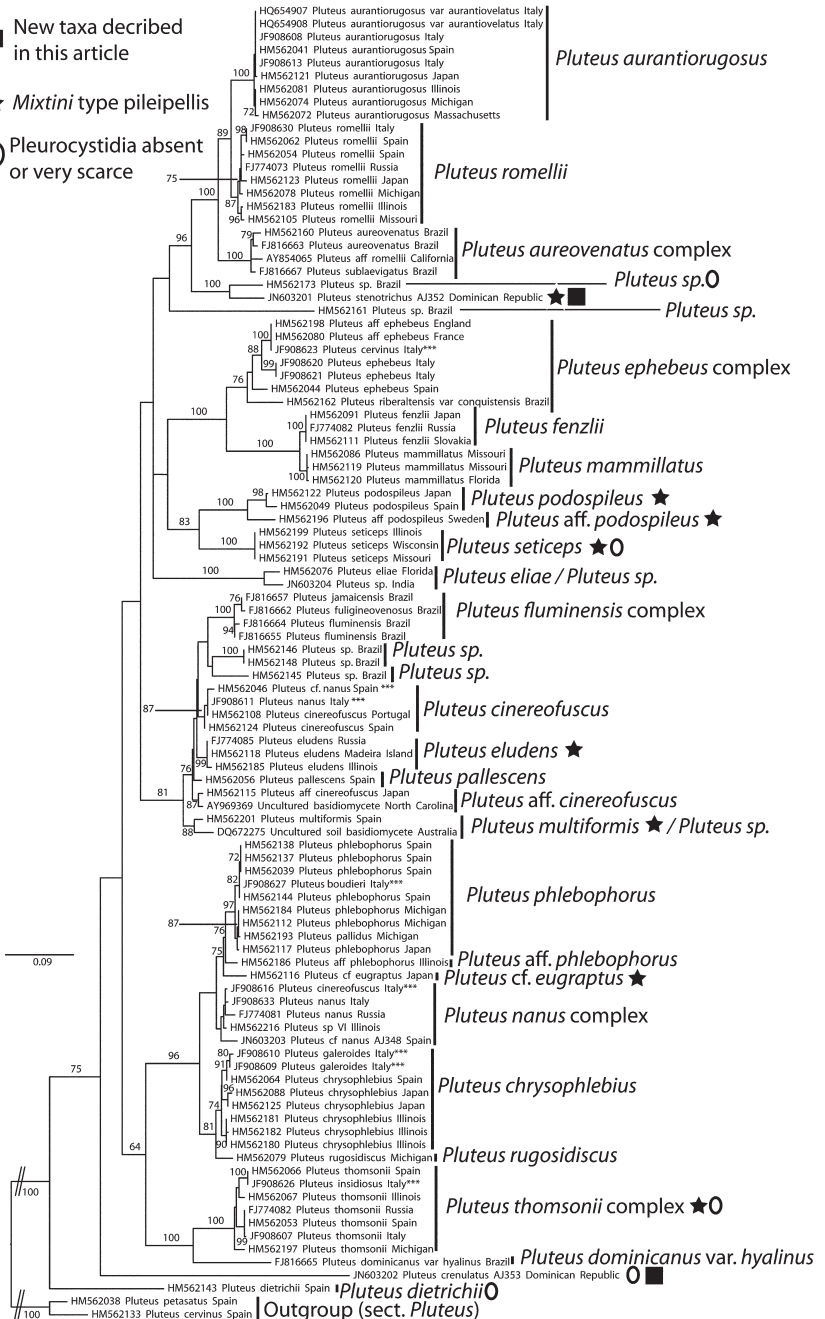 New taxa decribed
in this article
Mixtini type pileipellis
Pleurocystidia absent
or very scarce
HQ654907 Pluteus aurantiorugosus var aurantiovelatus Italy
HQ654908 Pluteus aurantiorugosus var aurantiovelatus Italy
JF908608 Pluteus aurantiorugosus Italy
HM562041 Pluteus aurantiorugosus Spain
JF908613 Pluteus aurantiorugosus Italy
HM562121 Pluteus aurantiorugosus Japan
HM562081 Pluteus aurantiorugosus Illinois
HM562074 Pluteus aurantiorugosus Michigan
HM562072 Pluteus aurantiorugosus Massachusetts
Pluteus aurantiorugosus
100
72
89
98
JF908630 Pluteus romellii Italy
HM562062 Pluteus romellii Spain
HM562054 Pluteus romellii Spain
FJ774073 Pluteus romellii Russia
HM562123 Pluteus romellii Japan
HM562078 Pluteus romellii Michigan
HM562183 Pluteus romellii Illinois
HM562105 Pluteus romellii Missouri
Pluteus romellii
75
100
87
96
79
HM562160 Pluteus aureovenatus Brazil
FJ816663 Pluteus aureovenatus Brazil
AY854065 Pluteus aff romellii California
FJ816667 Pluteus sublaevigatus Brazil
Pluteus aureovenatus complex
96
100
100
HM562173 Pluteus sp. Brazil
Pluteus sp.
JN603201 Pluteus stenotrichus AJ352 Dominican Republic
HM562161 Pluteus sp. Brazil
Pluteus sp.
HM562198 Pluteus aff ephebeus England
HM562080 Pluteus aff ephebeus France
JF908623 Pluteus cervinus Italy***
JF908620 Pluteus ephebeus Italy
JF908621 Pluteus ephebeus Italy
HM562044 Pluteus ephebeus Spain
HM562162 Pluteus riberaltensis var conquistensis Brazil
Pluteus ephebeus complex
100
88
99
76
100
HM562091 Pluteus fenzlii Japan
FJ774082 Pluteus fenzlii Russia
HM562111 Pluteus fenzlii Slovakia
Pluteus fenzlii
100
100
HM562086 Pluteus mammillatus Missouri
HM562119 Pluteus mammillatus Missouri
HM562120 Pluteus mammillatus Florida
Pluteus mammillatus
100
98
HM562122 Pluteus podospileus Japan
HM562049 Pluteus podospileus Spain
Pluteus podospileus
100
HM562196 Pluteus aff podospileus Sweden
Pluteus aff. podospileus
83
HM562199 Pluteus seticeps Illinois
HM562192 Pluteus seticeps Wisconsin
HM562191 Pluteus seticeps Missouri
Pluteus seticeps
100
100
HM562076 Pluteus eliae Florida
JN603204 Pluteus sp. India
Pluteus eliae / Pluteus sp.
76
FJ816657 Pluteus jamaicensis Brazil
FJ816662 Pluteus fuligineovenosus Brazil
FJ816664 Pluteus fluminensis Brazil
FJ816655 Pluteus fluminensis Brazil
Pluteus fluminensis complex
100
94
100
HM562146 Pluteus sp. Brazil
HM562148 Pluteus sp. Brazil
Pluteus sp.
HM562145 Pluteus sp. Brazil
Pluteus sp.
HM562046 Pluteus cf. nanus Spain ***
JF908611 Pluteus nanus Italy ***
HM562108 Pluteus cinereofuscus Portugal
HM562124 Pluteus cinereofuscus Spain
Pluteus cinereofuscus
87
FJ774085 Pluteus eludens Russia
HM562118 Pluteus eludens Madeira Island
HM562185 Pluteus eludens Illinois
Pluteus eludens
99
76
HM562056 Pluteus pallescens Spain
Pluteus pallescens
81
HM562115 Pluteus aff cinereofuscus Japan
AY969369 Uncultured basidiomycete North Carolina
Pluteus aff. cinereofuscus
87
HM562201 Pluteus multiformis Spain
DQ672275 Uncultured soil basidiomycete Australia
Pluteus multiformis / Pluteus sp.
88
HM562138 Pluteus phlebophorus Spain
HM562137 Pluteus phlebophorus Spain
HM562039 Pluteus phlebophorus Spain
JF908627 Pluteus boudieri Italy***
HM562144 Pluteus phlebophorus Spain
HM562184 Pluteus phlebophorus Michigan
HM562112 Pluteus phlebophorus Michigan
HM562193 Pluteus pallidus Michigan
HM562117 Pluteus phlebophorus Japan
Pluteus phlebophorus
72
82
97
87
76
75
HM562186 Pluteus aff phlebophorus Illinois
Pluteus aff. phlebophorus
HM562116 Pluteus cf eugraptus Japan
Pluteus cf. eugraptus
0.09
JF908616 Pluteus cinereofuscus Italy***
JF908633 Pluteus nanus Italy
FJ774081 Pluteus nanus Russia
HM562216 Pluteus sp VI Illinois
JN603203 Pluteus cf nanus AJ348 Spain
Pluteus nanus complex
96
80
JF908610 Pluteus galeroides Italy***
JF908609 Pluteus galeroides Italy***
HM562064 Pluteus chrysophlebius Spain
HM562088 Pluteus chrysophlebius Japan
HM562125 Pluteus chrysophlebius Japan
HM562181 Pluteus chrysophlebius Illinois
HM562182 Pluteus chrysophlebius Illinois
HM562180 Pluteus chrysophlebius Illinois
Pluteus chrysophlebius
91
96
74
81
90
75
HM562079 Pluteus rugosidiscus Michigan
Pluteus rugosidiscus
64
HM562066 Pluteus thomsonii Spain
JF908626 Pluteus insidiosus Italy***
HM562067 Pluteus thomsonii Illinois
FJ774082 Pluteus thomsonii Russia
HM562053 Pluteus thomsonii Spain
JF908607 Pluteus thomsonii Italy
HM562197 Pluteus thomsonii Michigan
Pluteus thomsonii complex
100
100
99
100
100
FJ816665 Pluteus dominicanus var hyalinus Brazil
Pluteus dominicanus var. hyalinus
JN603202 Pluteus crenulatus AJ353 Dominican Republic
HM562143 Pluteus dietrichii Spain
Pluteus dietrichii
HM562038 Pluteus petasatus Spain
HM562133 Pluteus cervinus Spain
Outgroup (sect. Pluteus)
100